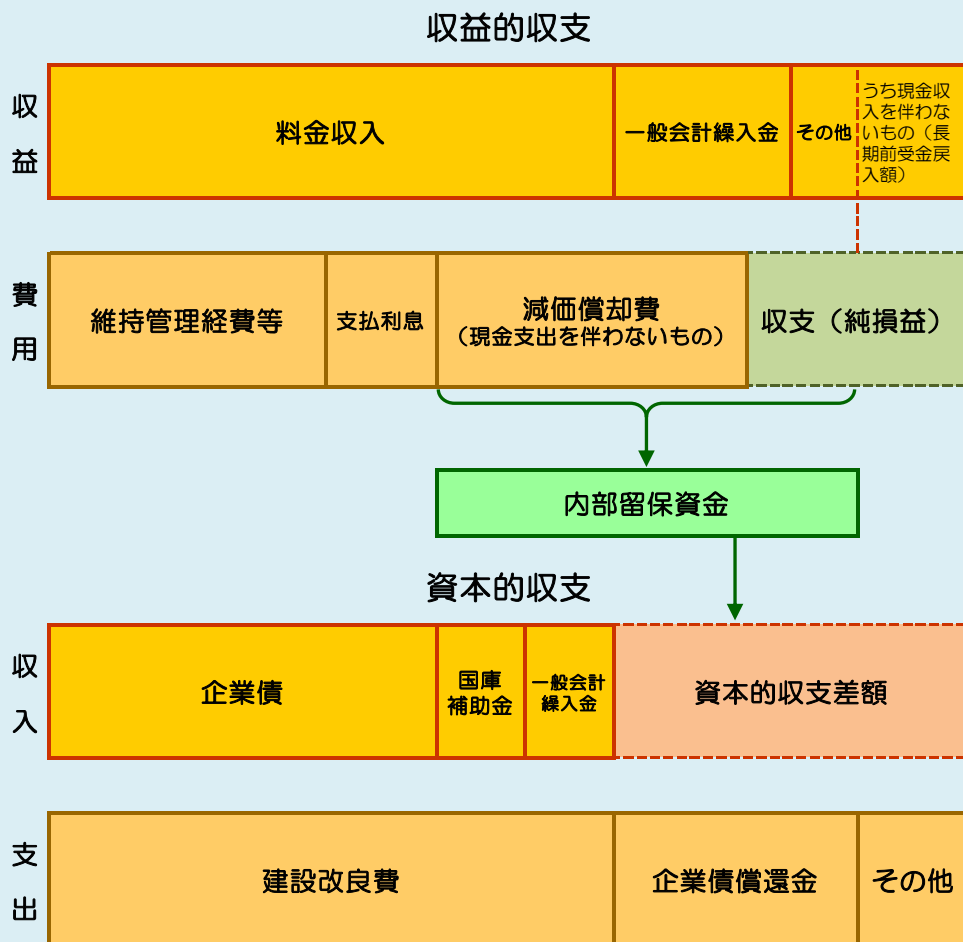 収益的収支
収
益
料金収入
一般会計繰入金
その他
うち現金収
入を伴わな
いもの（長
期前受金戻
入額）
費
用
維持管理経費等
支払利息
減価償却費
（現金支出を伴わないもの）
収支（純損益）
内部留保資金
資本的収支
収
入
企業債
国庫
補助金
一般会計
繰入金
資本的収支差額
支
出
建設改良費
企業債償還金
その他